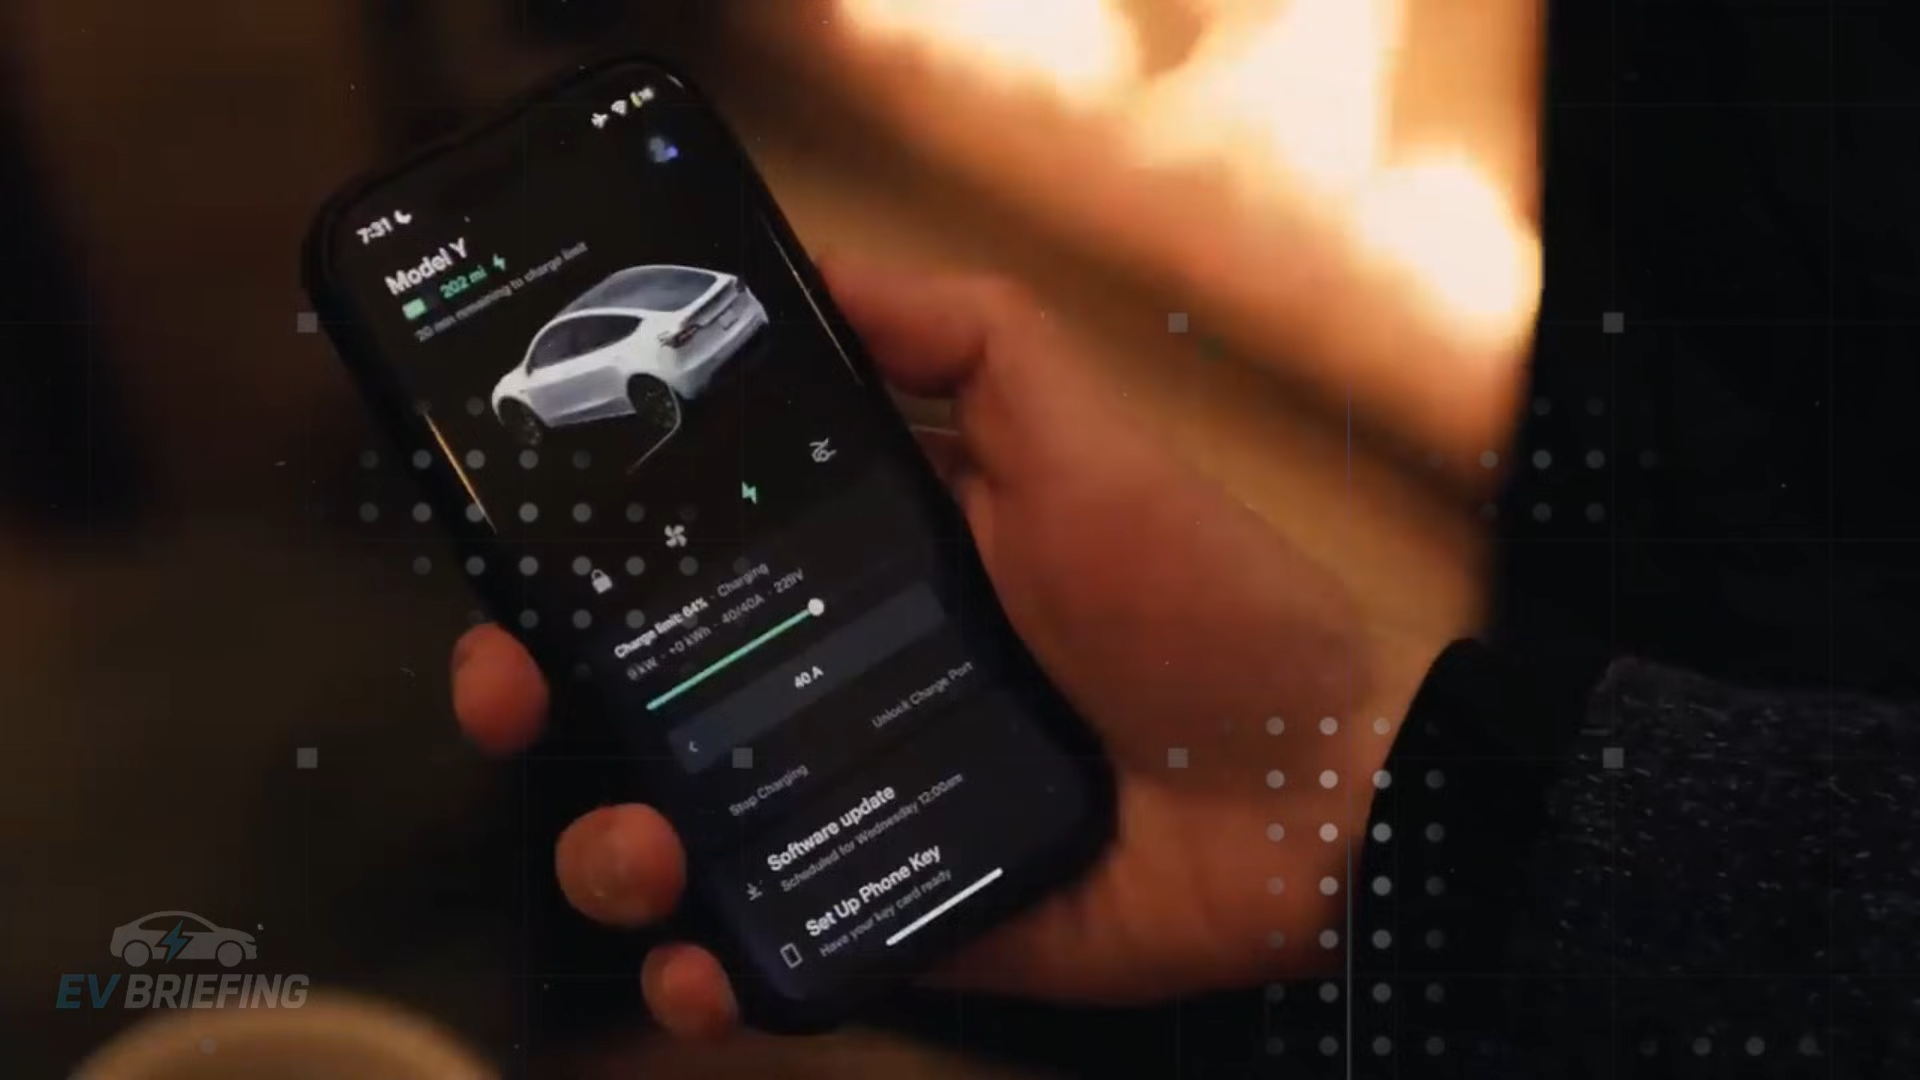 7:31
Model Y
202 mi
20 min remaining to charge limit
Charge limit: 64% · Charging
9 kW · +0 kWh · 40/40A · 229V
40 A
Unlock Charge Port
Stop Charging
Software update
Scheduled for Wednesday 12:00am
Set Up Phone Key
Have your key card ready
EV BRIEFING